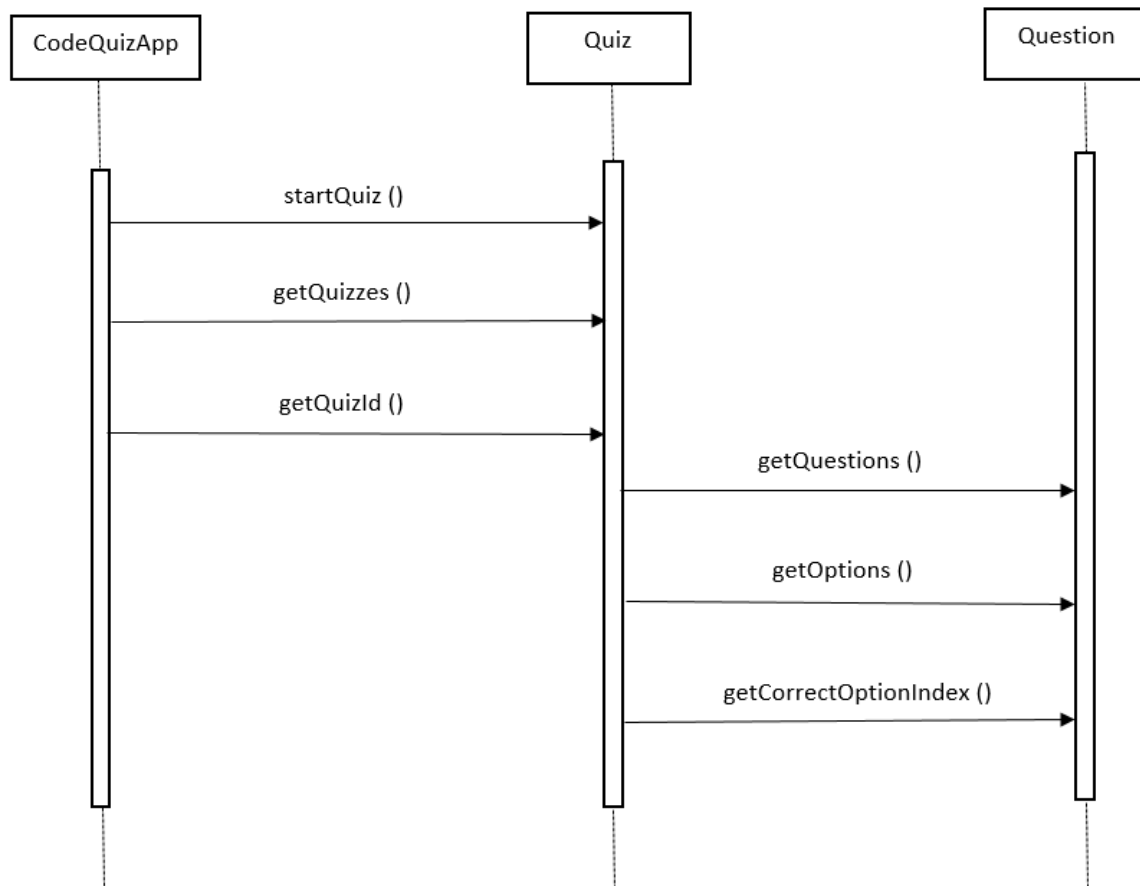 CodeQuizApp
Quiz
Question
startQuiz ()
getQuizzes ()
getQuizId ()
getQuestions ()
getOptions ()
getCorrectOptionIndex ()